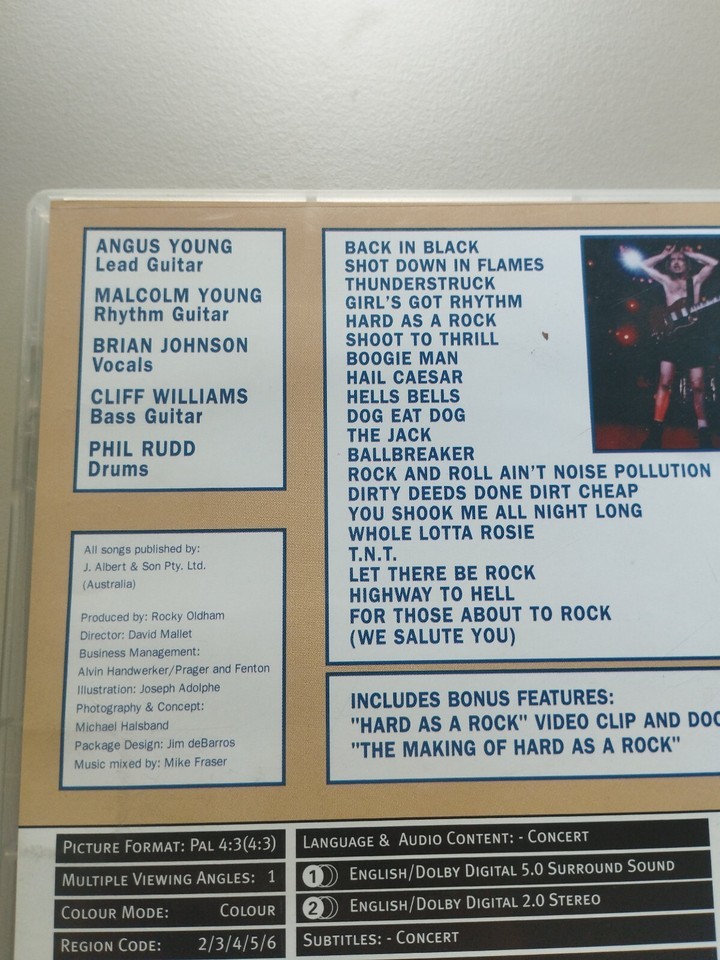 ANGUS YOUNG
Lead Guitar
MALCOLM YOUNG
Rhythm Guitar
BRIAN JOHNSON
Vocals
CLIFF WILLIAMS
Bass Guitar
PHIL RUDD
Drums
All songs published by:
J. Albert & Son Pty. Ltd.
(Australia)
Produced by: Rocky Oldham
Director: David Mallet
Business Management:
Alvin Handwerker/Prager and Fenton
Illustration: Joseph Adolphe
Photography & Concept:
Michael Halsband
Package Design: Jim deBarros
Music mixed by: Mike Fraser
BACK IN BLACK
SHOT DOWN IN FLAMES
THUNDERSTRUCK
GIRL'S GOT RHYTHM
HARD AS A ROCK
SHOOT TO THRILL
BOOGIE MAN
HAIL CAESAR
HELLS BELLS
DOG EAT DOG
THE JACK
BALLBREAKER
ROCK AND ROLL AIN'T NOISE POLLUTION
DIRTY DEEDS DONE DIRT CHEAP
YOU SHOOK ME ALL NIGHT LONG
WHOLE LOTTA ROSIE
T.N.T.
LET THERE BE ROCK
HIGHWAY TO HELL
FOR THOSE ABOUT TO ROCK
(WE SALUTE YOU)
INCLUDES BONUS FEATURES:
"HARD AS A ROCK" VIDEO CLIP AND
"THE MAKING OF HARD AS A ROCK"
PICTURE FORMAT: PAL 4:3(4:3)
MULTIPLE VIEWING ANGLES: 1
COLOUR MODE: COLOUR
REGION CODE: 2/3/4/5/6
LANGUAGE & AUDIO CONTENT: - CONCERT
1 ENGLISH/DOLBY DIGITAL 5.0 SURROUND SOUND
2 ENGLISH/DOLBY DIGITAL 2.0 STEREO
SUBTITLES: - CONCERT